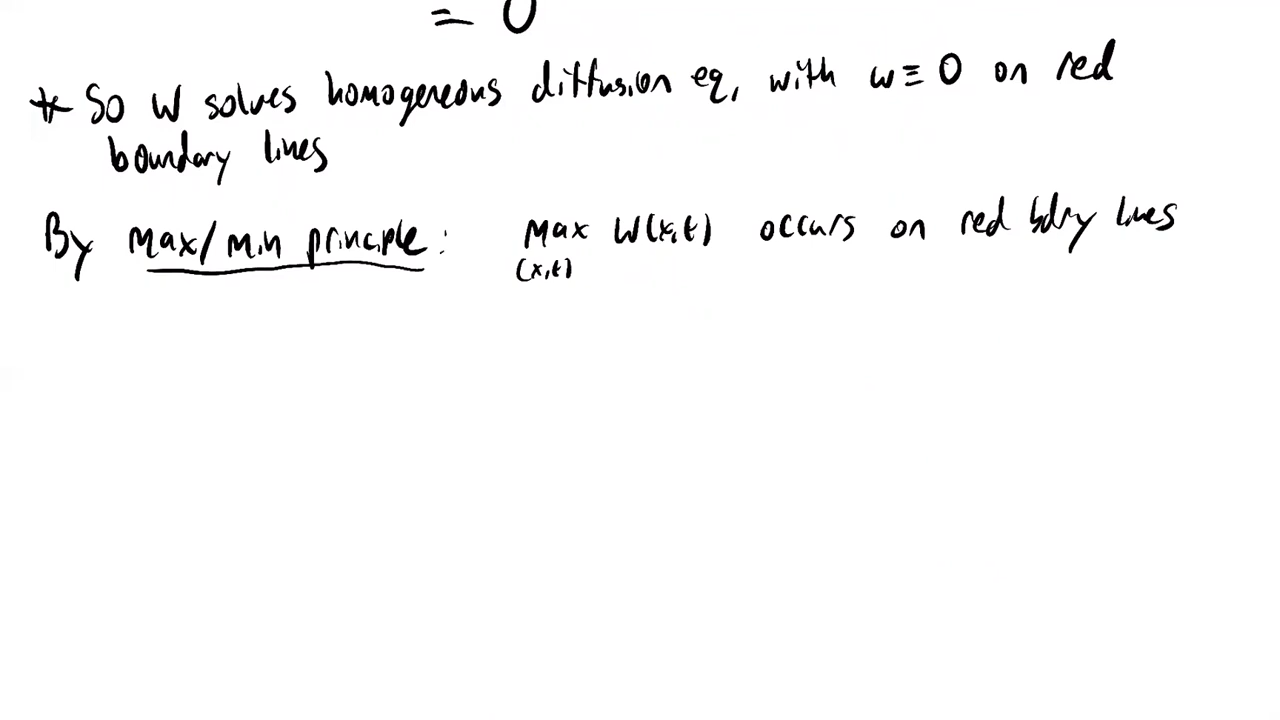 = 0
* So W solves homogeneous diffusion eq, with w ≡ 0 on red
boundary lines
By max/min principle: max W(x,t) occurs on red bdry lines
(x,t)